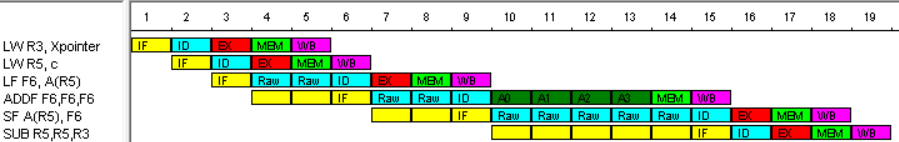 1 2 3 4 5 6 7 8 9 10 11 12 13 14 15 16 17 18 19
LW R3, Xpointer IF ID EX MEM WB
LW R5, c IF ID EX MEM WB
LF F6, A(R5) IF Raw Raw ID EX MEM WB
ADDF F6,F6,F6 IF Raw Raw ID A0 A1 A2 A3 MEM WB
SF A(R5), F6 IF Raw Raw Raw Raw Raw ID EX MEM WB
SUB R5,R5,R3 IF ID EX MEM WB